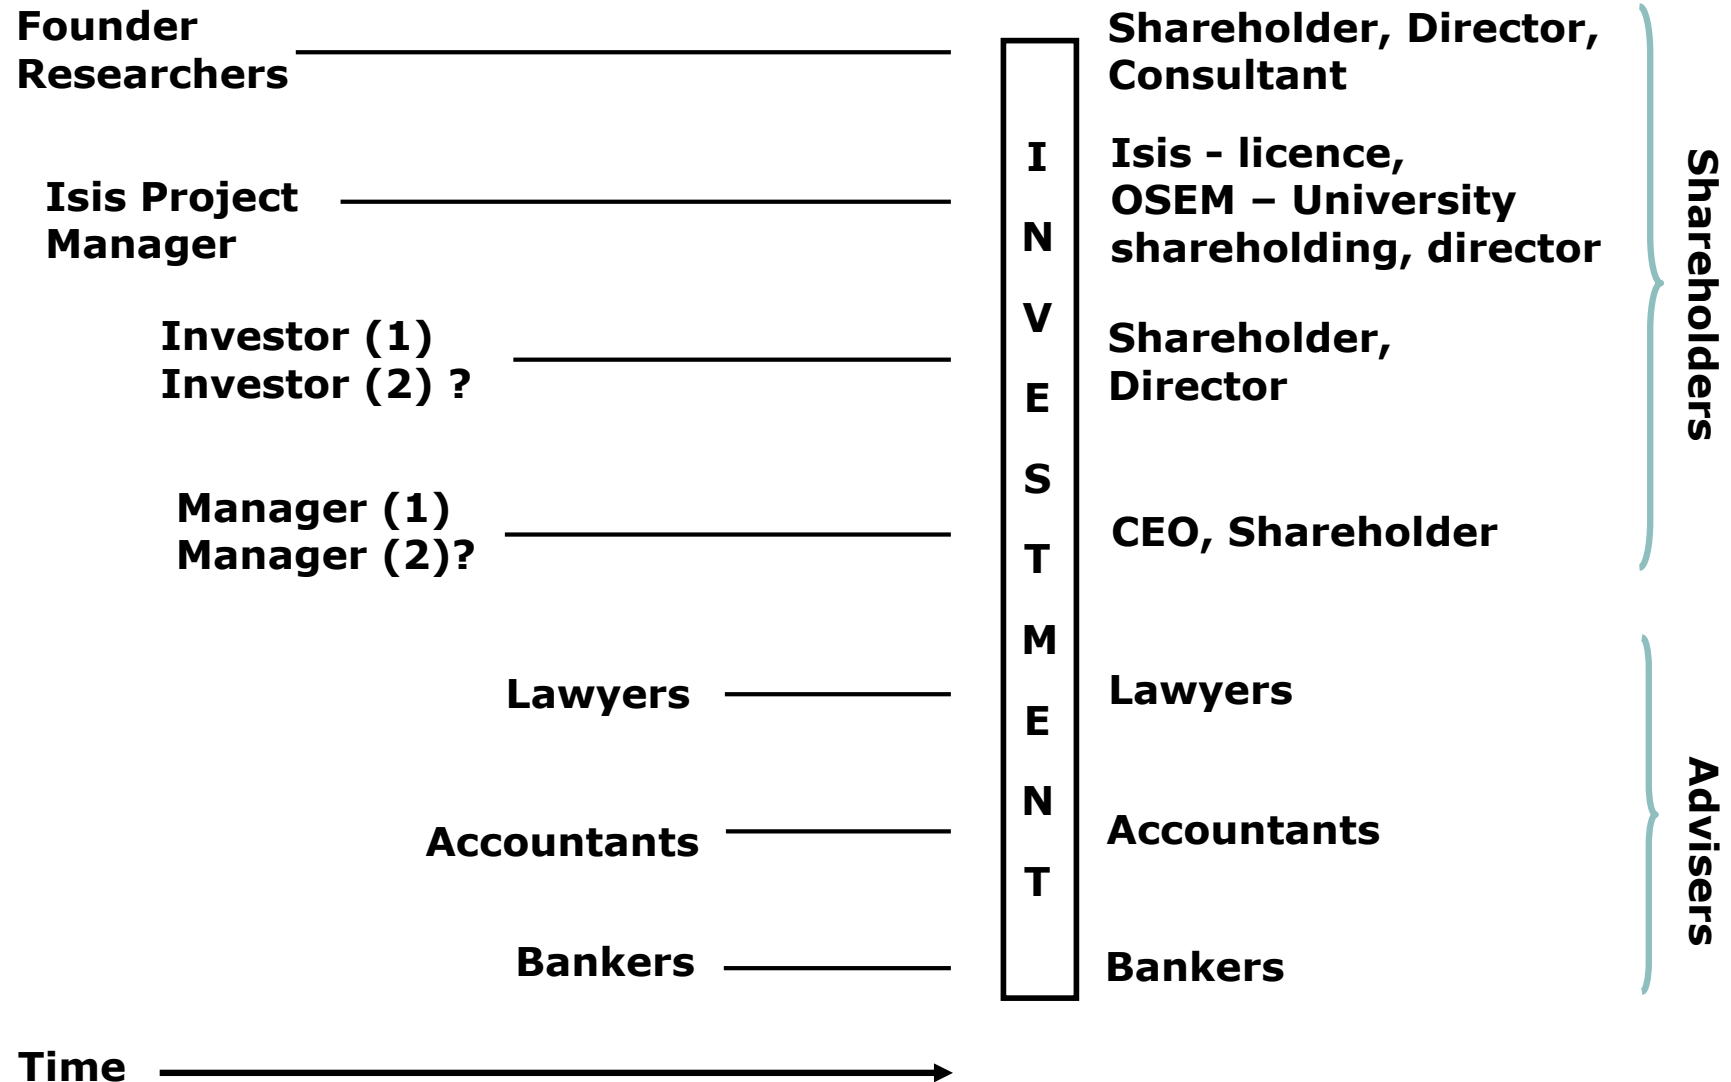 Founder
Researchers
Shareholder, Director,
Consultant
Isis Project
Manager
Isis - licence,
OSEM – University
shareholding, director
Investor (1)
Investor (2) ?
Shareholder,
Director
Manager (1)
Manager (2)?
CEO, Shareholder
Lawyers
Lawyers
Accountants
Accountants
Bankers
Bankers
I
N
V
E
S
T
M
E
N
T
Shareholders
Advisers
Time